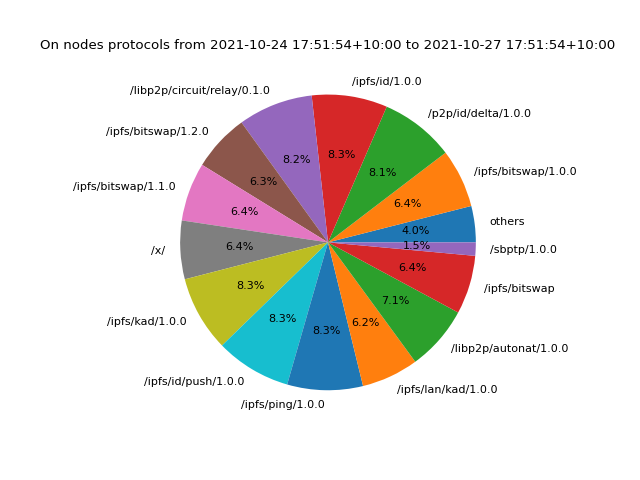 On nodes protocols from 2021-10-24 17:51:54+10:00 to 2021-10-27 17:51:54+10:00
/ipfs/id/1.0.0
8.3%
/libp2p/circuit/relay/0.1.0
8.2%
/p2p/id/delta/1.0.0
8.1%
/ipfs/bitswap/1.2.0
6.3%
/ipfs/bitswap/1.0.0
6.4%
/ipfs/bitswap/1.1.0
6.4%
others
4.0%
/x/
6.4%
/sbptp/1.0.0
1.5%
/ipfs/bitswap
6.4%
/ipfs/kad/1.0.0
8.3%
/libp2p/autonat/1.0.0
7.1%
/ipfs/id/push/1.0.0
8.3%
/ipfs/ping/1.0.0
8.3%
/ipfs/lan/kad/1.0.0
6.2%